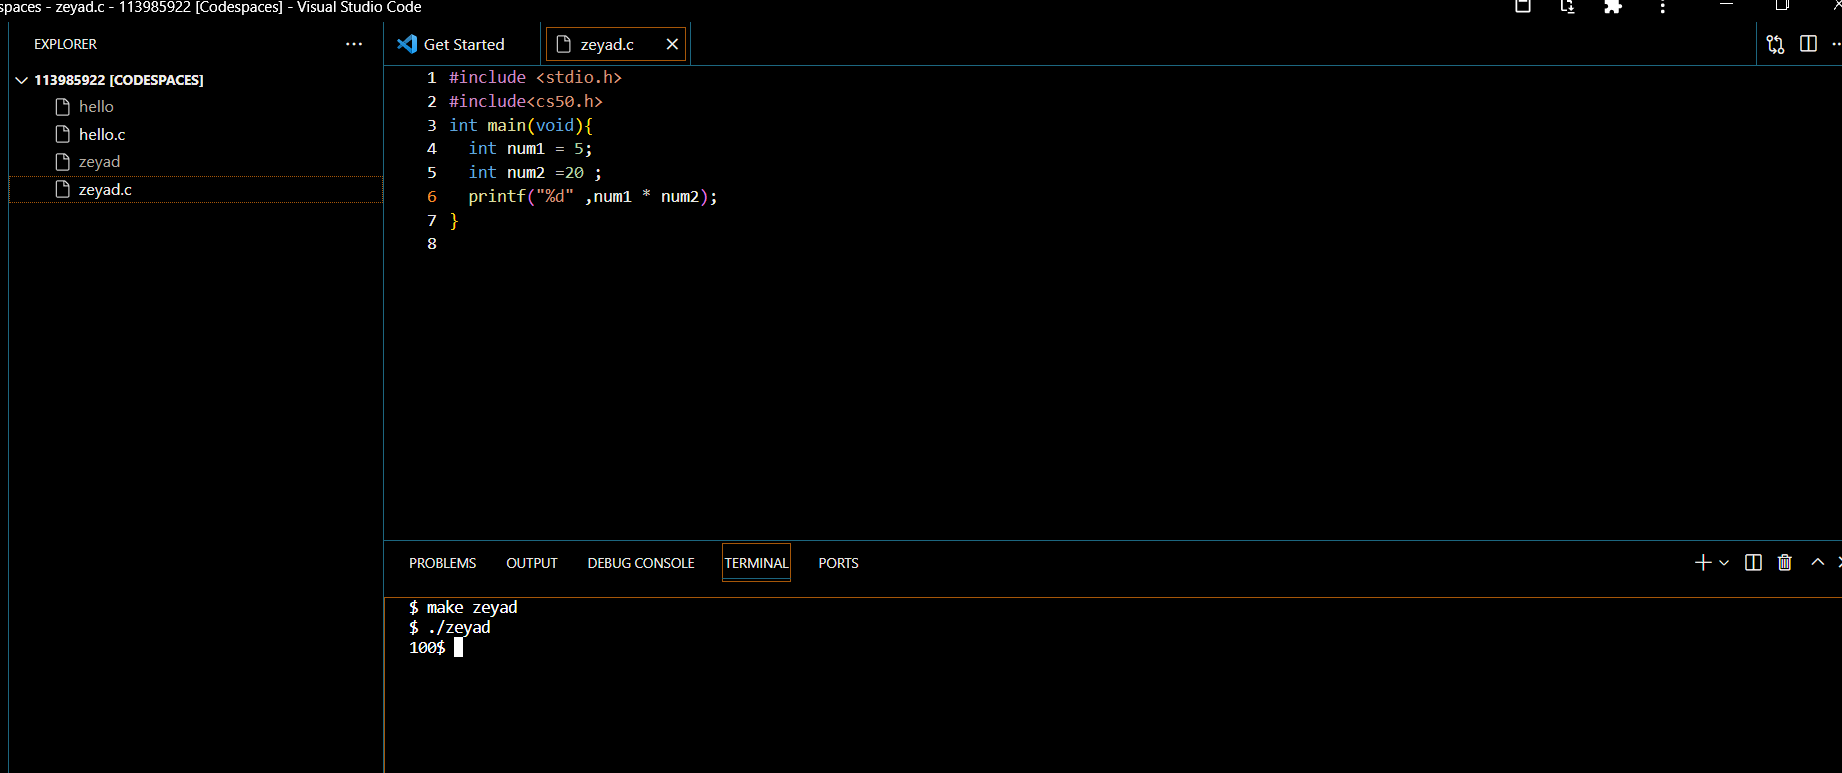 spaces - zeyad.c - 113985922 [Codespaces] - Visual Studio Code
EXPLORER
113985922 [CODESPACES]
hello
hello.c
zeyad
zeyad.c
Get Started
zeyad.c
1 #include <stdio.h>
2 #include<cs50.h>
3 int main(void){
4   int num1 = 5;
5   int num2 =20 ;
6   printf("%d" ,num1 * num2);
7 }
8
PROBLEMS OUTPUT DEBUG CONSOLE TERMINAL PORTS
$ make zeyad
$ ./zeyad
100$